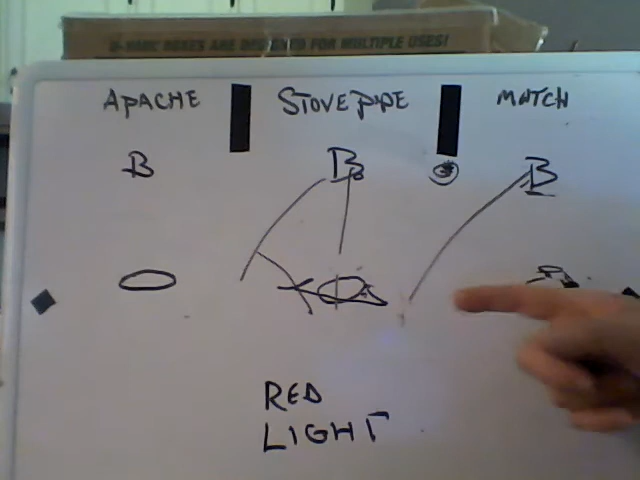 U-HAUL BOXES ARE DESIGNED FOR MULTIPLE USES!
APACHE STOVEPIPE MATCH
B B B
RED
LIGHT